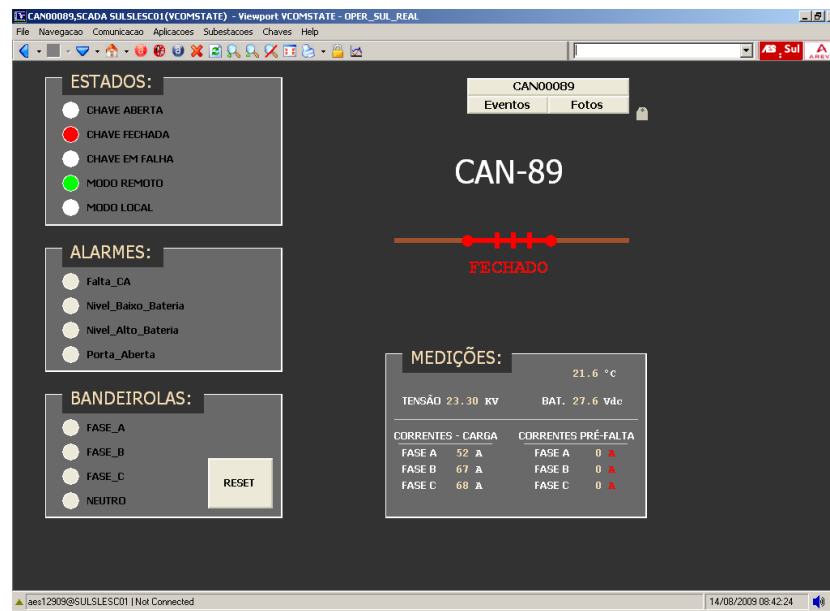 CAN00089,SCADA SULSLESC01(VCOMSTATE) - Viewport VCOMSTATE - OPER_SUL_REAL
File Navegacao Comunicacao Aplicacoes Subestacoes Chaves Help
AES Sul
AREVA
ESTADOS:
CHAVE ABERTA
CHAVE FECHADA
CHAVE EM FALHA
MODO REMOTO
MODO LOCAL
CAN00089
Eventos Fotos
CAN-89
FECHADO
ALARMES:
Falta_CA
Nivel_Baixo_Bateria
Nivel_Alto_Bateria
Porta_Aberta
BANDEIROLAS:
FASE_A
FASE_B
FASE_C
NEUTRO
RESET
MEDIÇÕES:
21.6 °C
TENSÃO 23.30 KV BAT. 27.6 Vdc
CORRENTES - CARGA CORRENTES PRÉ-FALTA
FASE A 52 A FASE A 0 A
FASE B 67 A FASE B 0 A
FASE C 68 A FASE C 0 A
aes12909@SULSLESC01 | Not Connected 14/08/2009 08:42:24